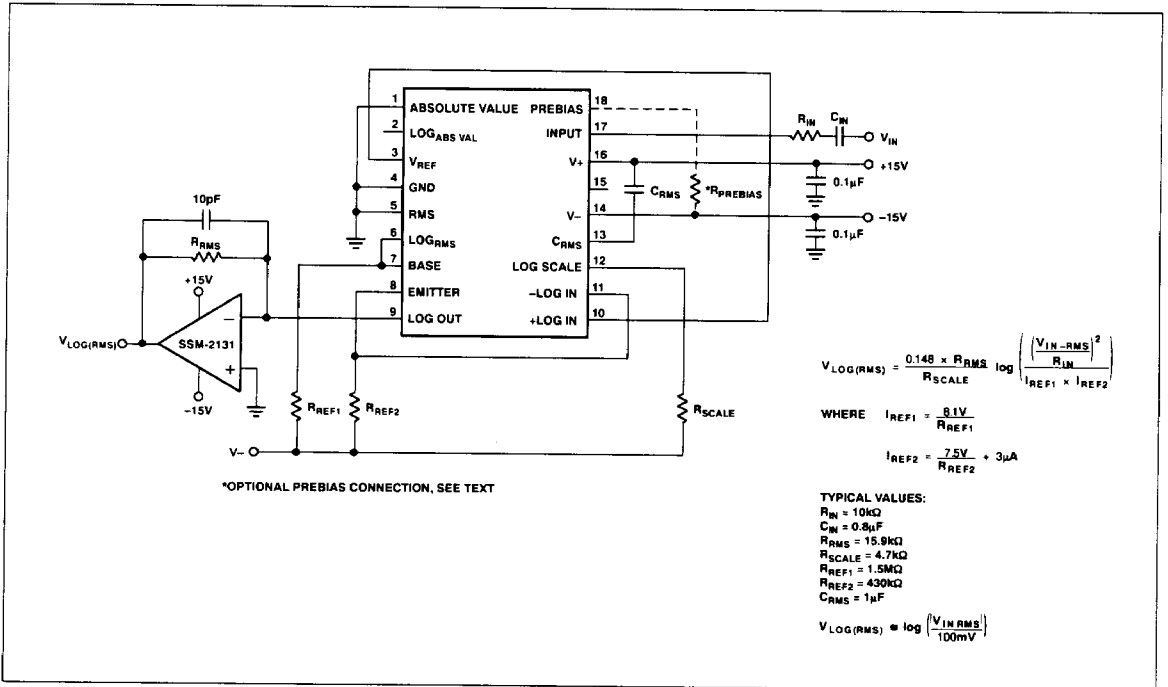 1 ABSOLUTE VALUE
2 LOG ABS VAL
3 VREF
4 GND
5 RMS
6 LOGRMS
7 BASE
8 EMITTER
9 LOG OUT
PREBIAS 18
INPUT 17
V+ 16
15
V– 14
CRMS 13
LOG SCALE 12
–LOG IN 11
+LOG IN 10
RIN
CIN
VIN
+15V
0.1µF
–15V
0.1µF
CRMS
*RPREBIAS
10pF
RRMS
+15V
–
SSM-2131
+
–15V
VLOG(RMS)
RREF1
RREF2
RSCALE
V–
*OPTIONAL PREBIAS CONNECTION, SEE TEXT
VLOG(RMS) = 0.148 × RRMS / RSCALE log ( (VIN–RMS / RIN)² / IREF1 × IREF2 )
WHERE IREF1 = 8.1V / RREF1
IREF2 = 7.5V / RREF2 + 3µA
TYPICAL VALUES:
RIN = 10kΩ
CIN = 0.8µF
RRMS = 15.9kΩ
RSCALE = 4.7kΩ
RREF1 = 1.5MΩ
RREF2 = 430kΩ
CRMS = 1µF
VLOG(RMS) ≅ log ( |VIN RMS| / 100mV )